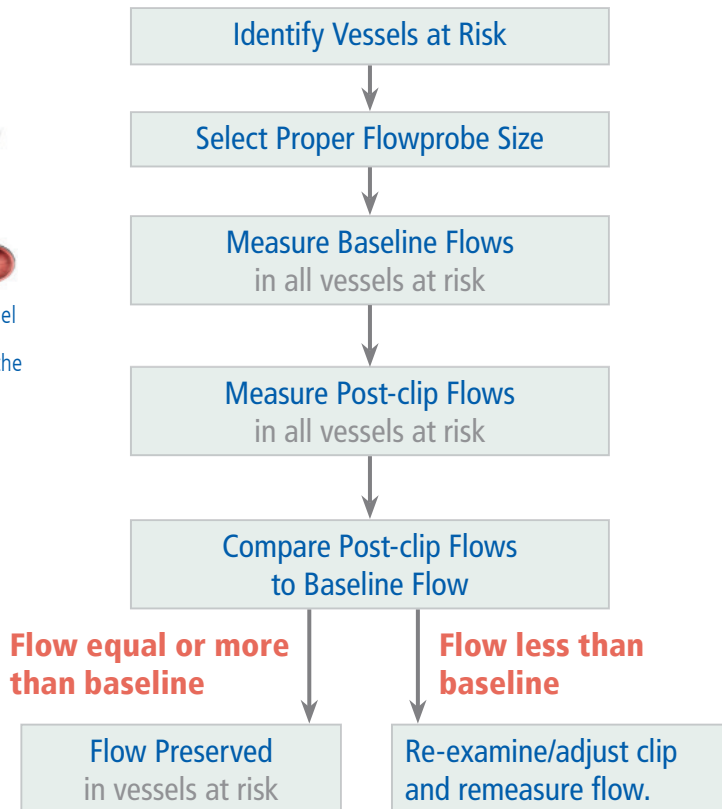 Identify Vessels at Risk
Select Proper Flowprobe Size
Measure Baseline Flows
in all vessels at risk
el
the
Measure Post-clip Flows
in all vessels at risk
Compare Post-clip Flows
to Baseline Flow
Flow equal or more
than baseline
Flow less than
baseline
Flow Preserved
in vessels at risk
Re-examine/adjust clip
and remeasure flow.